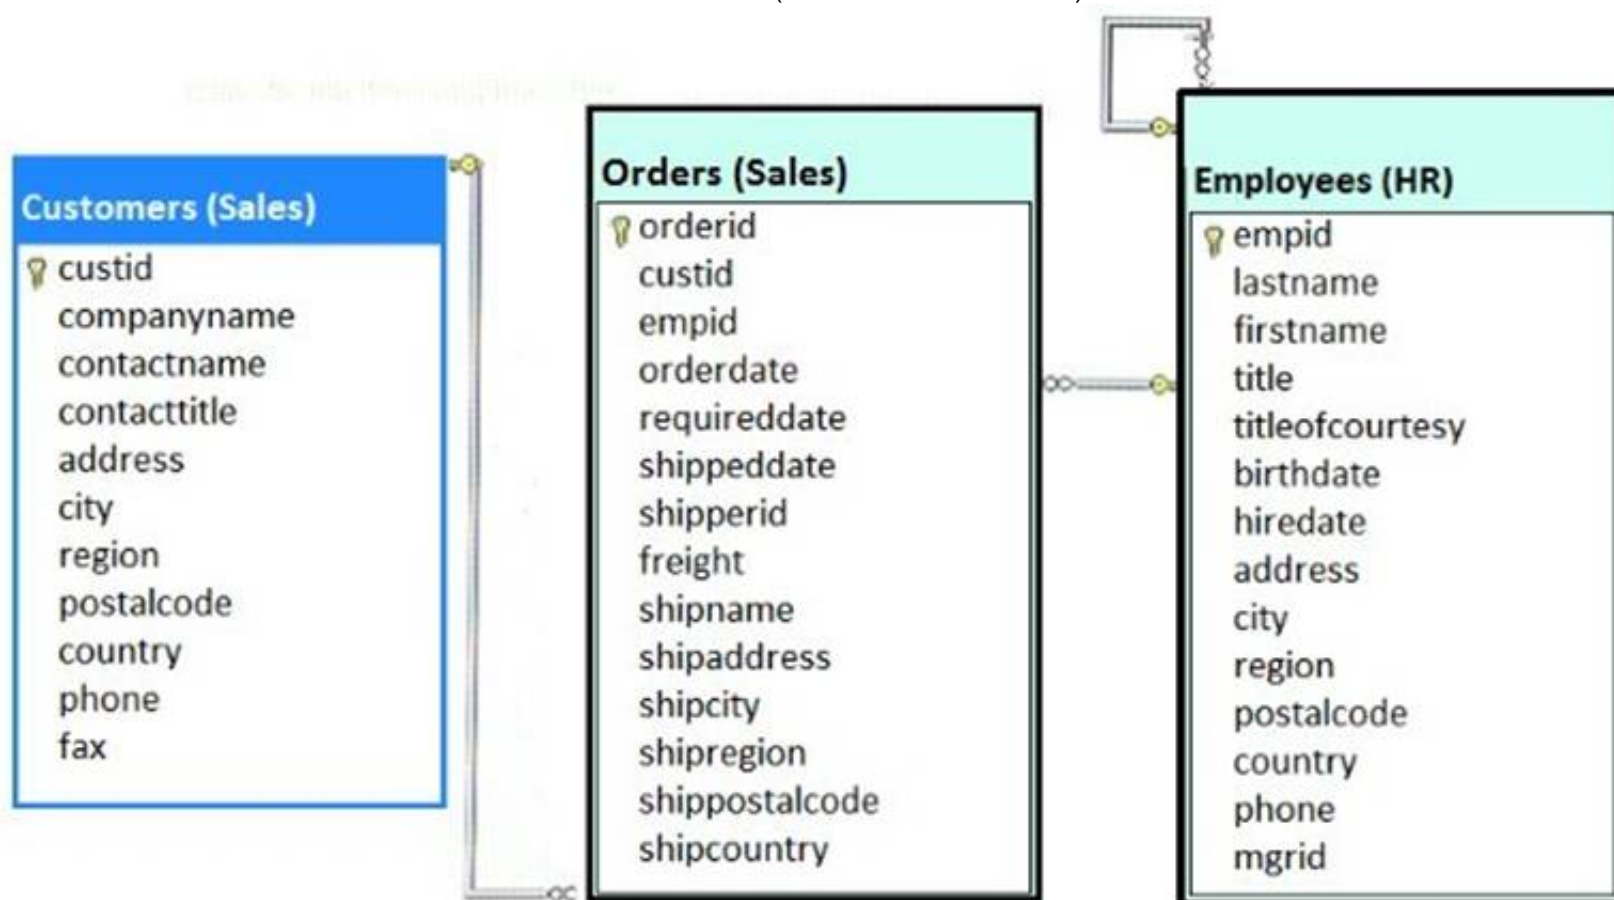 Customers (Sales)
custid
companyname
contactname
contacttitle
address
city
region
postalcode
country
phone
fax
Orders (Sales)
orderid
custid
empid
orderdate
requireddate
shippeddate
shipperid
freight
shipname
shipaddress
shipcity
shipregion
shippostalcode
shipcountry
Employees (HR)
empid
lastname
firstname
title
titleofcourtesy
birthdate
hiredate
address
city
region
postalcode
country
phone
mgrid